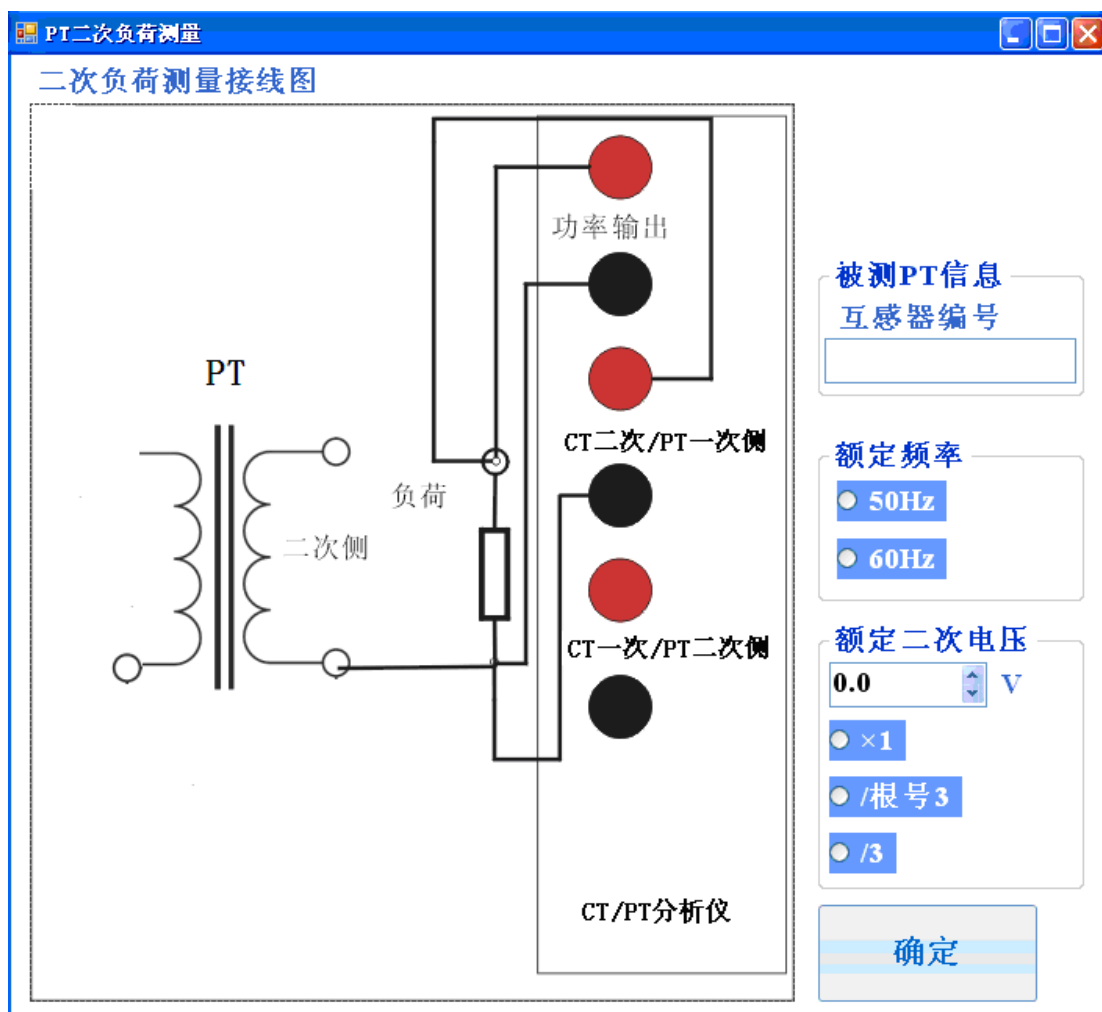 PT二次负荷测量
二次负荷测量接线图
功率输出
PT
CT二次/PT一次侧
负荷
二次侧
CT一次/PT二次侧
CT/PT分析仪
被测PT信息
互感器编号
额定频率
50Hz
60Hz
额定二次电压
0.0 V
×1
/根号3
/3
确定